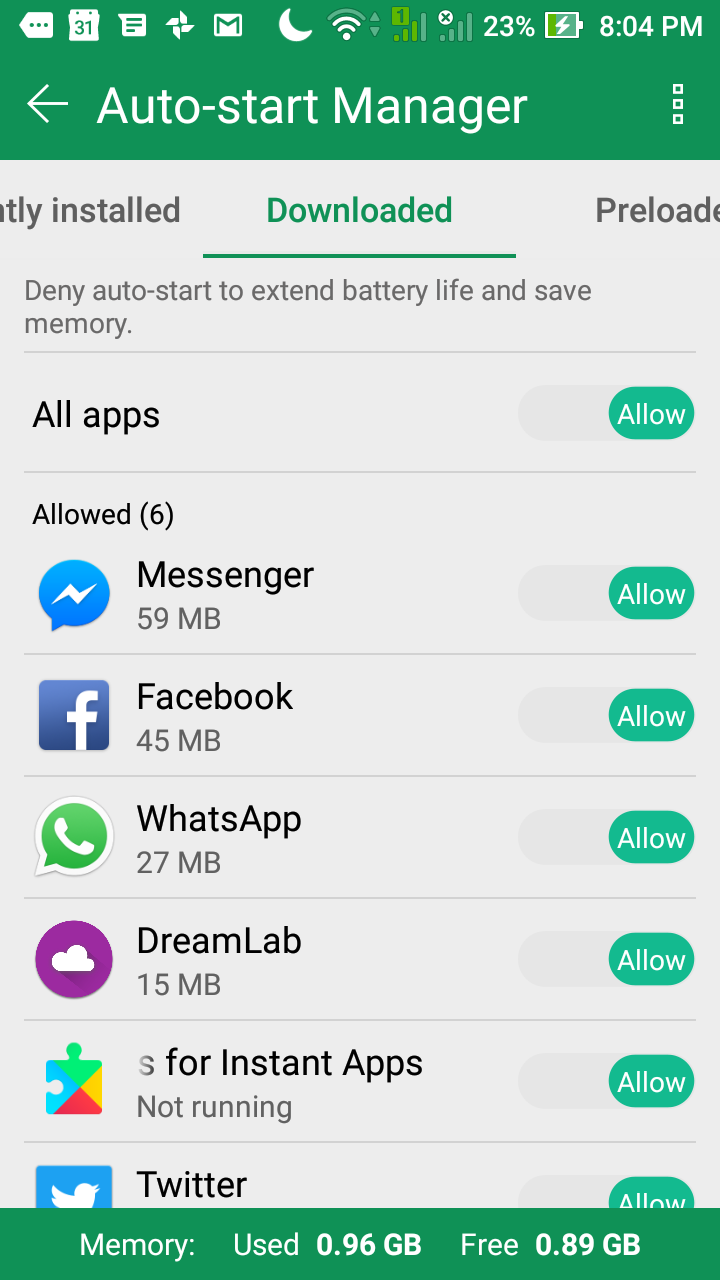 31 1 23% 8:04 PM
Auto-start Manager
ntly installed Downloaded Preloade
Deny auto-start to extend battery life and save
memory.
All apps Allow
Allowed (6)
Messenger
59 MB Allow
Facebook
45 MB Allow
WhatsApp
27 MB Allow
DreamLab
15 MB Allow
s for Instant Apps
Not running Allow
Twitter
Allow
Memory: Used 0.96 GB Free 0.89 GB